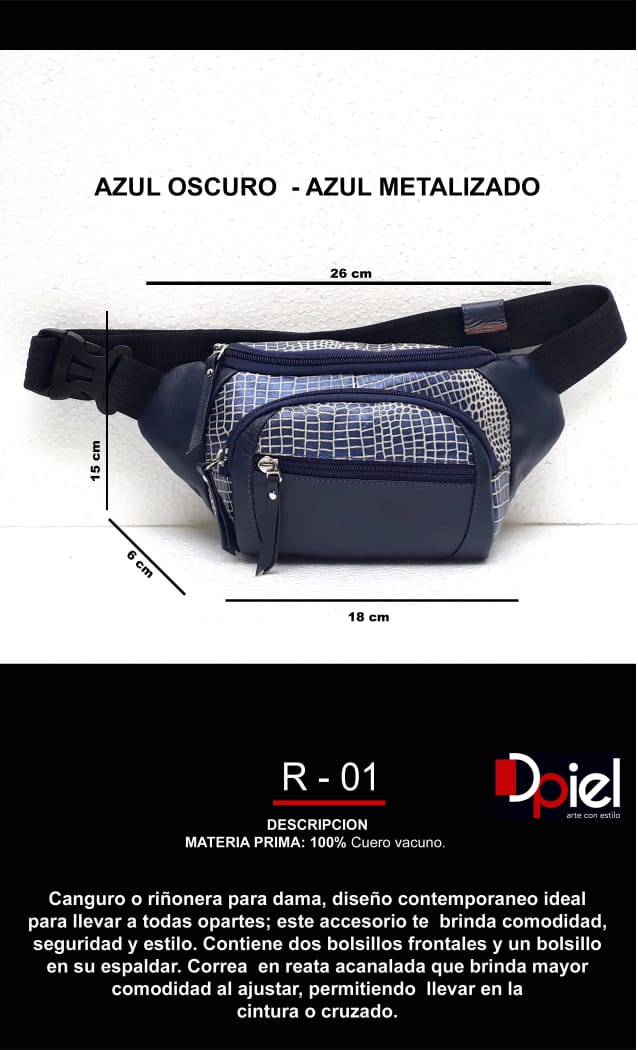 AZUL OSCURO - AZUL METALIZADO
26 cm
15 cm
6 cm
18 cm
R - 01
Dpiel
arte con estilo
DESCRIPCION
MATERIA PRIMA: 100% Cuero vacuno.
Canguro o riñonera para dama, diseño contemporaneo ideal
para llevar a todas opartes; este accesorio te brinda comodidad,
seguridad y estilo. Contiene dos bolsillos frontales y un bolsillo
en su espaldar. Correa en reata acanalada que brinda mayor
comodidad al ajustar, permitiendo llevar en la
cintura o cruzado.